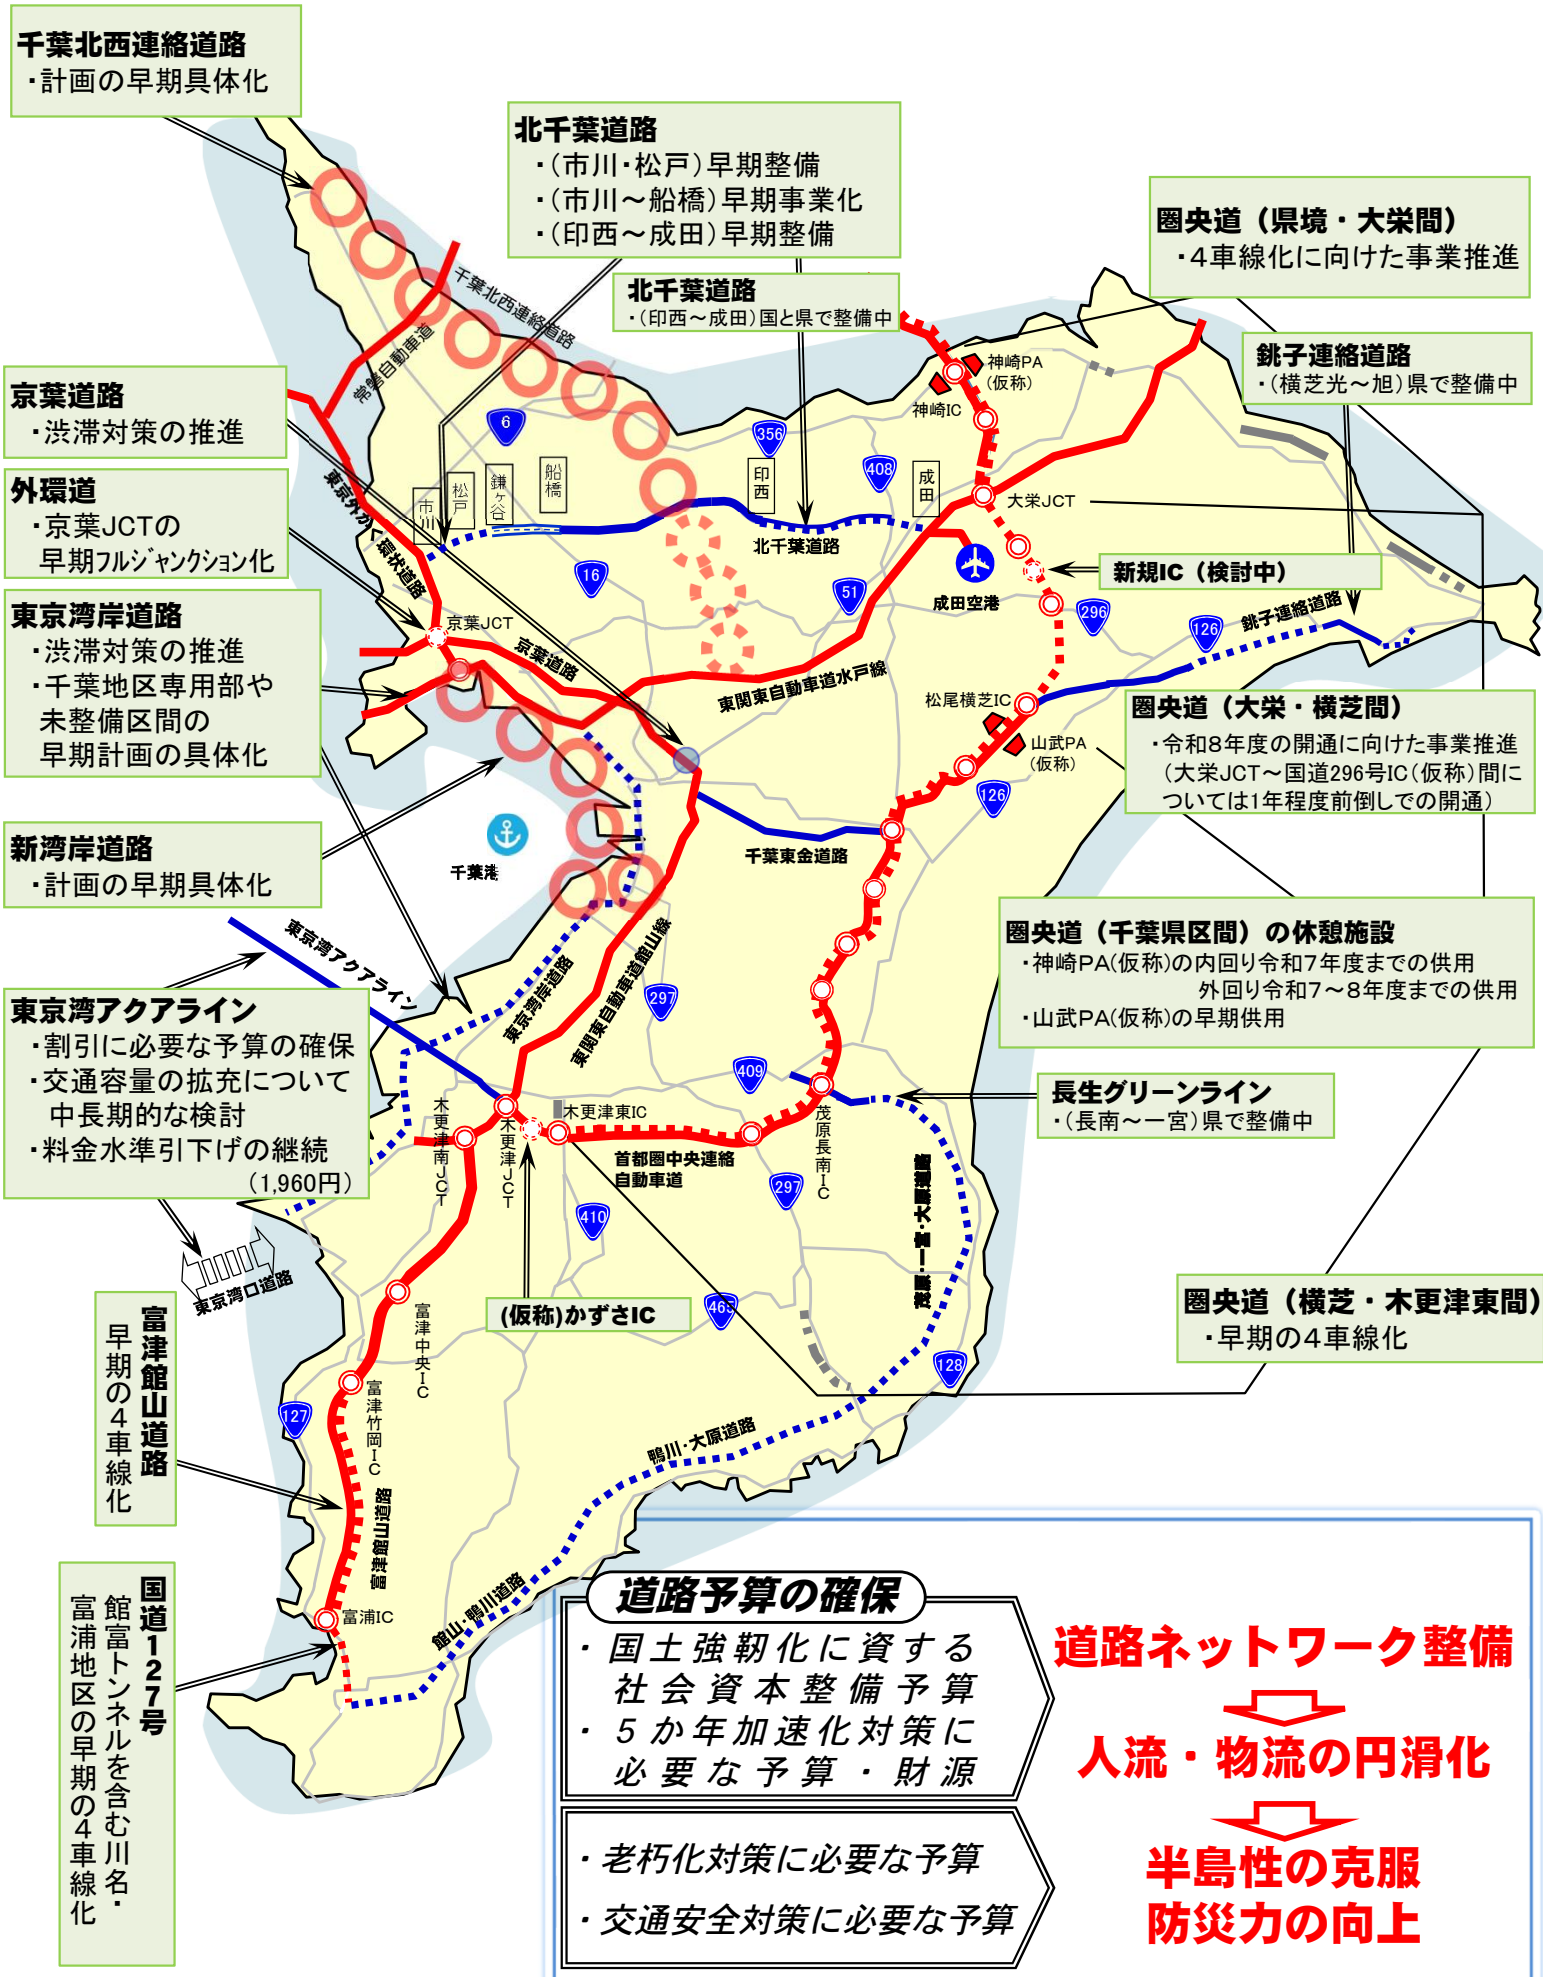 千葉北西連絡道路
・計画の早期具体化
北千葉道路
・(市川・松戸)早期整備
・(市川～船橋)早期事業化
・(印西～成田)早期整備
北千葉道路
・(印西～成田)国と県で整備中
圏央道（県境・大栄間）
・4車線化に向けた事業推進
銚子連絡道路
・(横芝光～旭)県で整備中
京葉道路
・渋滞対策の推進
外環道
・京葉JCTの
早期フルジャンクション化
東京湾岸道路
・渋滞対策の推進
・千葉地区専用部や
未整備区間の
早期計画の具体化
新湾岸道路
・計画の早期具体化
東京湾アクアライン
・割引に必要な予算の確保
・交通容量の拡充について
中長期的な検討
・料金水準引下げの継続
（1,960円）
富津館山道路
早期の4車線化
国道127号
館富トンネルを含む川名・
富浦地区の早期の4車線化
新規IC（検討中）
圏央道（大栄・横芝間）
・令和8年度の開通に向けた事業推進
（大栄JCT～国道296号IC(仮称)間に
ついては1年程度前倒しでの開通）
圏央道（千葉県区間）の休憩施設
・神崎PA(仮称)の内回り令和7年度までの供用
外回り令和7～8年度までの供用
・山武PA(仮称)の早期供用
長生グリーンライン
・(長南～一宮)県で整備中
圏央道（横芝・木更津東間）
・早期の4車線化
(仮称)かずさIC
千葉北西連絡道路
常磐自動車道
東京外かく環状道路
市川
松戸
鎌ヶ谷
船橋
印西
成田
6
356
408
16
51
296
126
126
297
409
297
410
465
128
127
神崎PA
(仮称)
神崎IC
大栄JCT
北千葉道路
成田空港
銚子連絡道路
京葉JCT
京葉道路
東関東自動車道水戸線
松尾横芝IC
山武PA
(仮称)
千葉東金道路
千葉港
東京湾アクアライン
東京湾岸道路
東関東自動車道館山線
木更津東IC
木更津南JCT
木更津JCT
首都圏中央連絡
自動車道
茂原長南IC
茂原・一宮・大原道路
東京湾口道路
富津中央IC
富津竹岡IC
富津館山道路
鴨川・大原道路
館山・鴨川道路
富浦IC
道路予算の確保
・国土強靭化に資する
社会資本整備予算
・5か年加速化対策に
必要な予算・財源
・老朽化対策に必要な予算
・交通安全対策に必要な予算
道路ネットワーク整備
人流・物流の円滑化
半島性の克服
防災力の向上